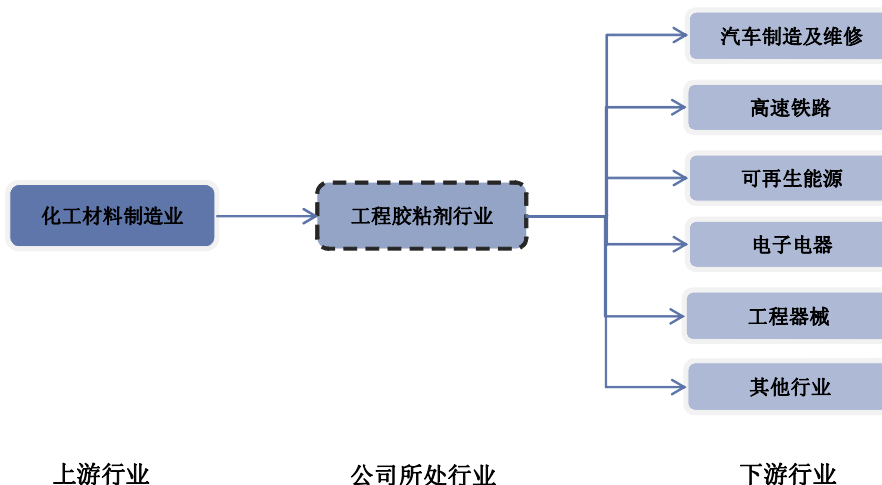 汽车制造及维修
高速铁路
可再生能源
化工材料制造业
工程胶粘剂行业
电子电器
工程器械
其他行业
上游行业
公司所处行业
下游行业